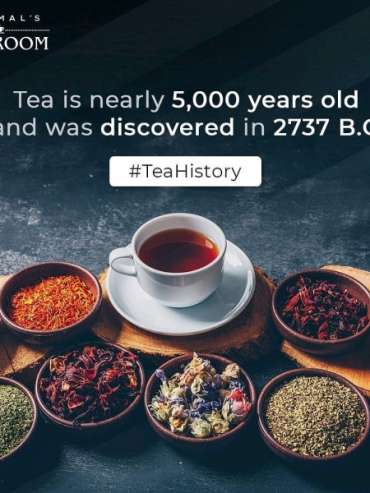 MAL'S
ROOM
Tea is nearly 5,000 years old
and was discovered in 2737 B.C
#TeaHistory